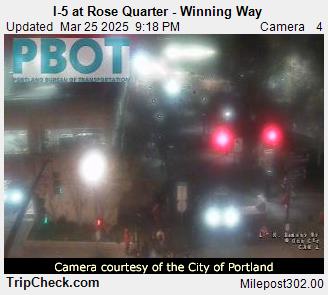 I-5 at Rose Quarter - Winning Way
Updated Mar 25 2025 9:18 PM Camera 4
PBOT
PORTLAND BUREAU OF TRANSPORTATION
Camera courtesy of the City of Portland
TripCheck.com Milepost302.00